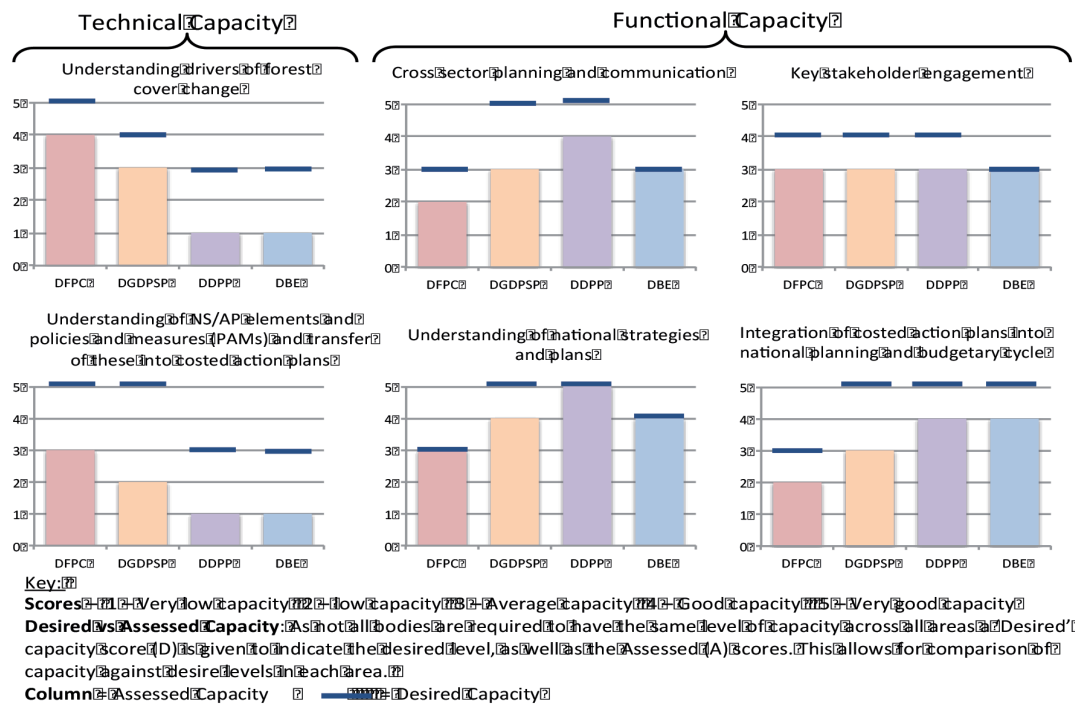 Technical Capacity
Functional Capacity
Understanding drivers of forest
cover change
5
4
3
2
1
0
DFPC DGDPSP DDPP DBE
Cross sector planning and communication
5
4
3
2
1
0
DFPC DGDPSP DDPP DBE
Key stakeholder engagement
5
4
3
2
1
0
DFPC DGDPSP DDPP DBE
Understanding of NS/AP elements and
policies and measures (PAMs) and transfer
of these into costed action plans
5
4
3
2
1
0
DFPC DGDPSP DDPP DBE
Understanding of national strategies
and plans
5
4
3
2
1
0
DFPC DGDPSP DDPP DBE
Integration of costed action plans into
national planning and budgetary cycle
5
4
3
2
1
0
DFPC DGDPSP DDPP DBE
Key:
Scores – 1 – Very low capacity 2 – low capacity 3 – Average capacity 4 – Good capacity 5 – Very good capacity
Desired vs Assessed Capacity: As not all bodies are required to have the same level of capacity across all areas a 'Desired'
capacity score (D) is given to indicate the desired level, as well as the Assessed (A) scores. This allows for comparison of
capacity against desire levels in each area.
Column = Assessed Capacity = Desired Capacity